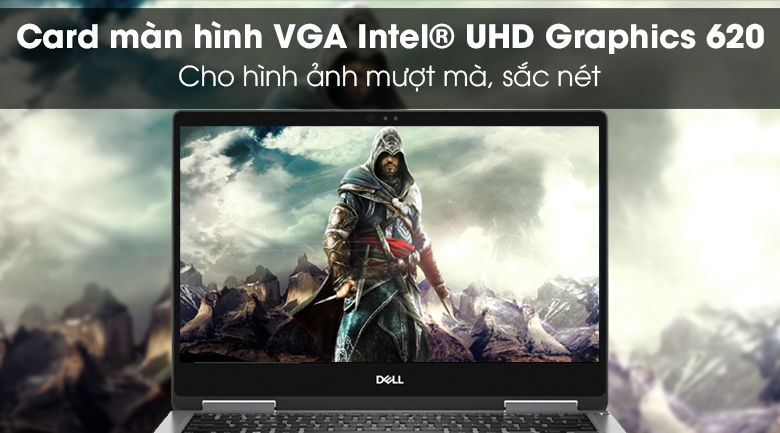 Card màn hình VGA Intel® UHD Graphics 620
Cho hình ảnh mượt mà, sắc nét
DELL